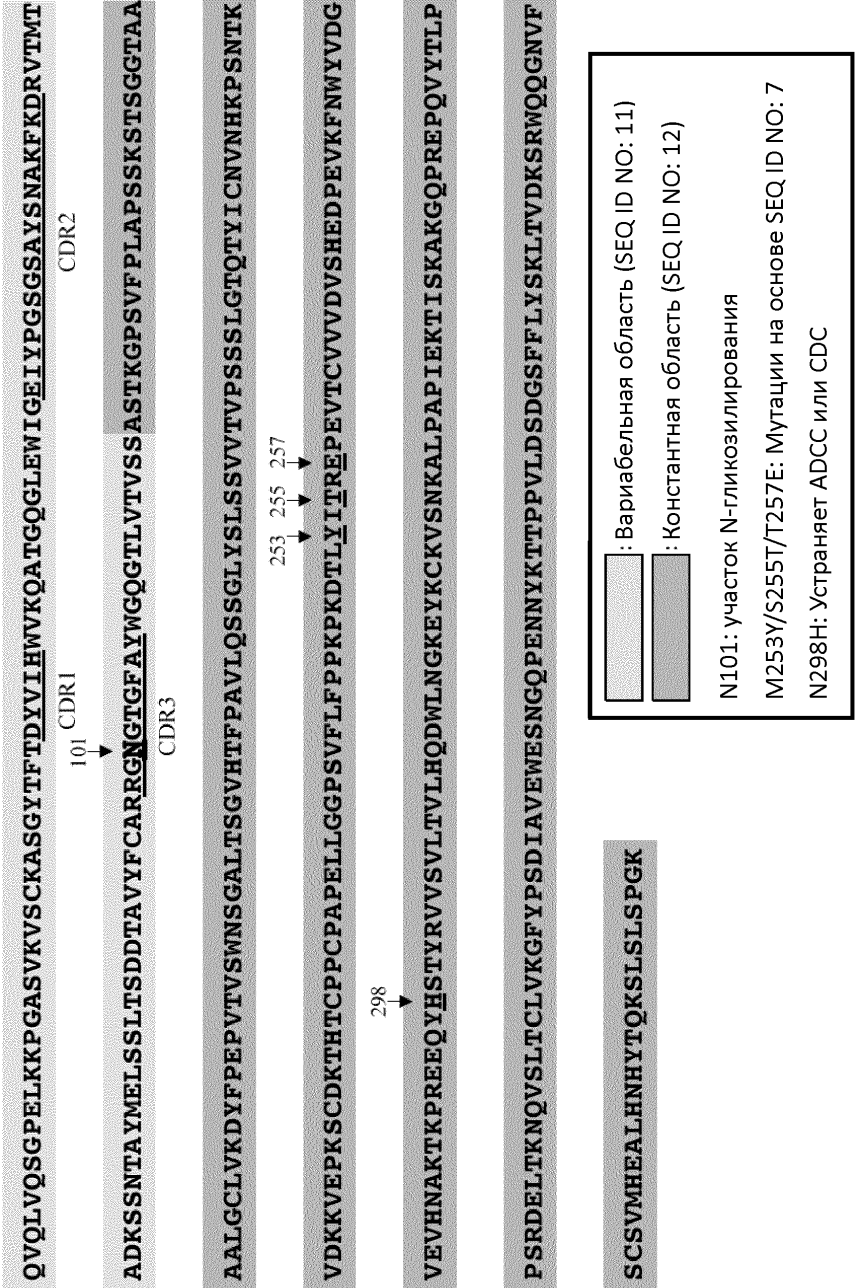 QVQLVQSGPELKKPGASVKVSCKASGYTFTDYVIHWVKQATGQGLEWIGEIYPGSGSAYSNAKFKDRVTMT
CDR1 CDR2
101
ADKSSNTAYMELSSLTSDDTAVYFCARRGNGTGFAYWGQGTLVTVSSASTKGPSVFPLAPSSKSTSGGTAA
CDR3
AALGCLVKDYFPEPVTVSWNSGALTSGVHTFPAVLQSSGLYSLSSVVTVPSSSLGTQTYICNVNHKPSNTK
253 255 257
VDKKVEPKSCDKTHTCPPCPAPELLGGPSVFLFPPKPKDTLYITREPEVTCVVVDVSHEDPEVKFNWYVDG
298
VEVHNAKTKPREEQYHSTYRVVSVLTVLHQDWLNGKEYKCKVSNKALPAPIEKTISKAKGQPREPQVYTLP
PSRDELTKNQVSLTCLVKGFYPSDIAVEWESNGQPENNYKTTPPVLDSDGSFFLYSKLTVDKSRWQQGNVF
SCSVMHEALHNHYTQKSLSLSPGK
: Вариабельная область (SEQ ID NO: 11)
: Константная область (SEQ ID NO: 12)
N101: участок N-гликозилирования
M253Y/S255T/T257E: Мутации на основе SEQ ID NO: 7
N298H: Устраняет ADCC или CDC